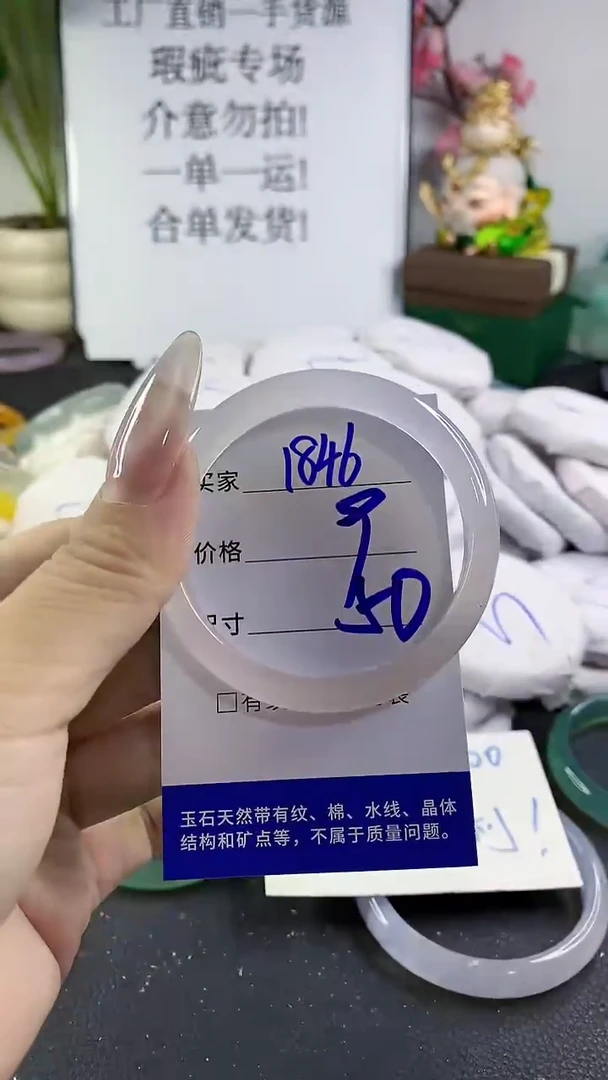 工厂直销一手货源
瑕疵专场
介意勿拍!
一单一运!
合单发货!
买家 1846
价格
尺寸 50
□有
玉石天然带有纹、棉、水线、晶体
结构和矿点等，不属于质量问题。
00